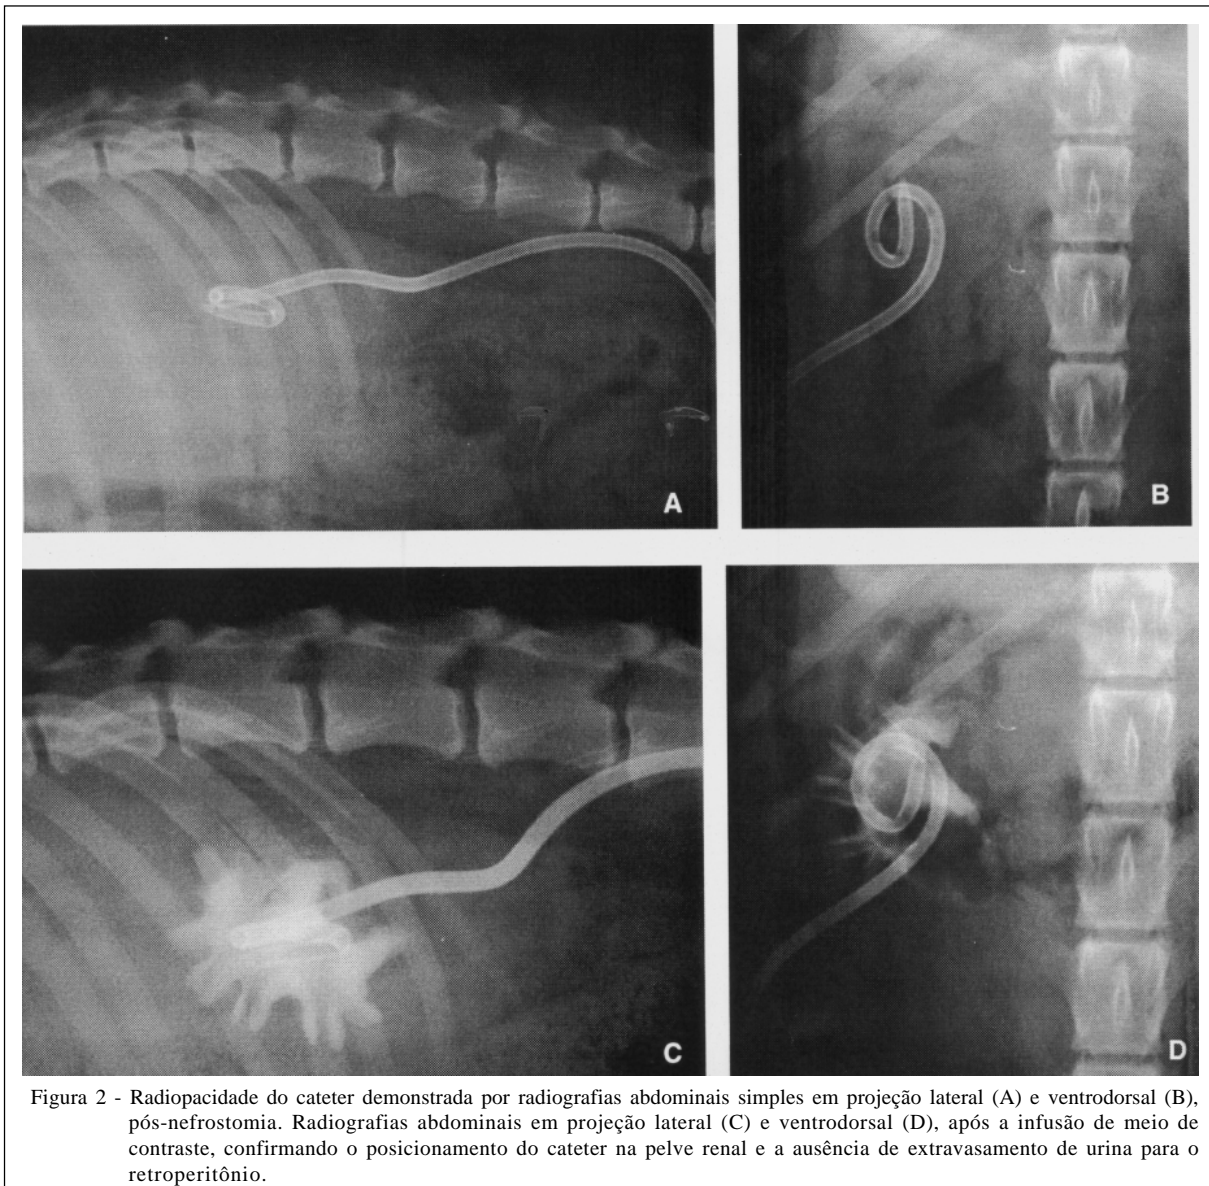 A
B
C
D
Figura 2 - Radiopacidade do cateter demonstrada por radiografias abdominais simples em projeção lateral (A) e ventrodorsal (B),
pós-nefrostomia. Radiografias abdominais em projeção lateral (C) e ventrodorsal (D), após a infusão de meio de
contraste, confirmando o posicionamento do cateter na pelve renal e a ausência de extravasamento de urina para o
retroperitônio.